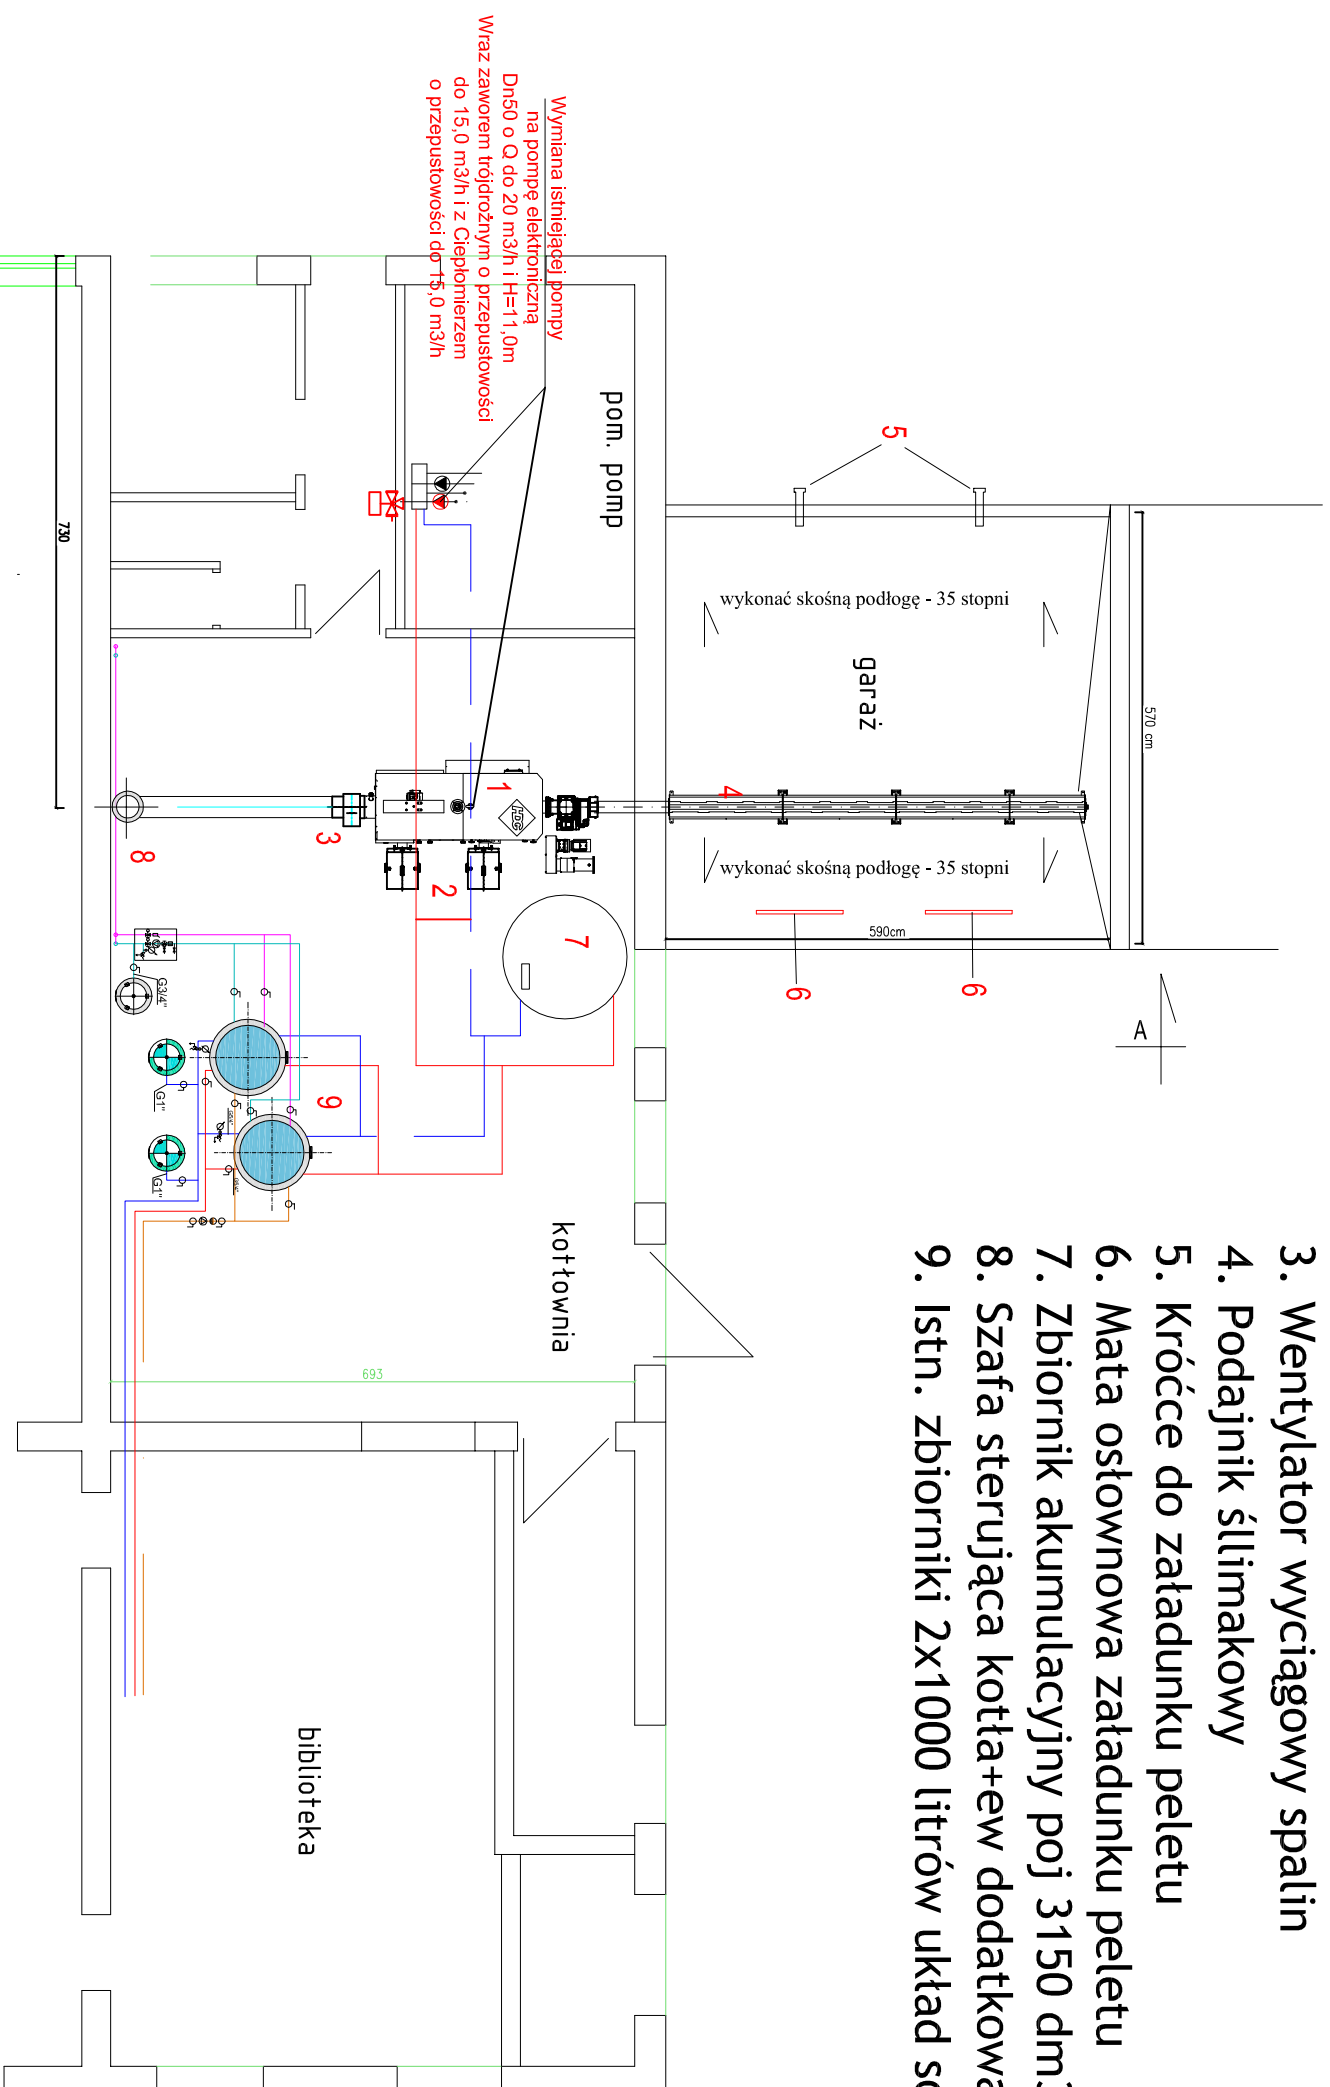 3. Wentylator wyciągowy spalin
4. Podajnik śllimakowy
5. Króćce do załadunku peletu
6. Mata osłownowa załadunku peletu
7. Zbiornik akumulacyjny poj 3150 dm3
8. Szafa sterująca kotła+ew dodatkowa
9. Istn. zbiorniki 2x1000 litrów układ
Wymiana istniejącej pompy
na pompę elektroniczną
Dn50 o Q do 20 m3/h i H=11,0m
Wraz zaworem trójdrożnym o przepustowości
do 15,0 m3/h i z Ciepłomierzem
o przepustowości do 15,0 m3/h
pom. pomp
5
wykonać skośną podłogę - 35 stopni
garaż
570 cm
4
wykonać skośną podłogę - 35 stopni
590cm
6
6
A
730
1
HDG
2
3
7
8
G3/4"
G1"
G1"
9
kotłownia
693
biblioteka